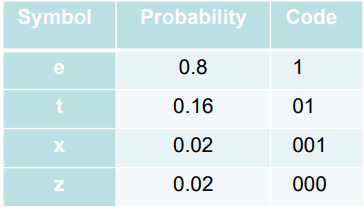 Symbol Probability Code
e 0.8 1
t 0.16 01
x 0.02 001
z 0.02 000